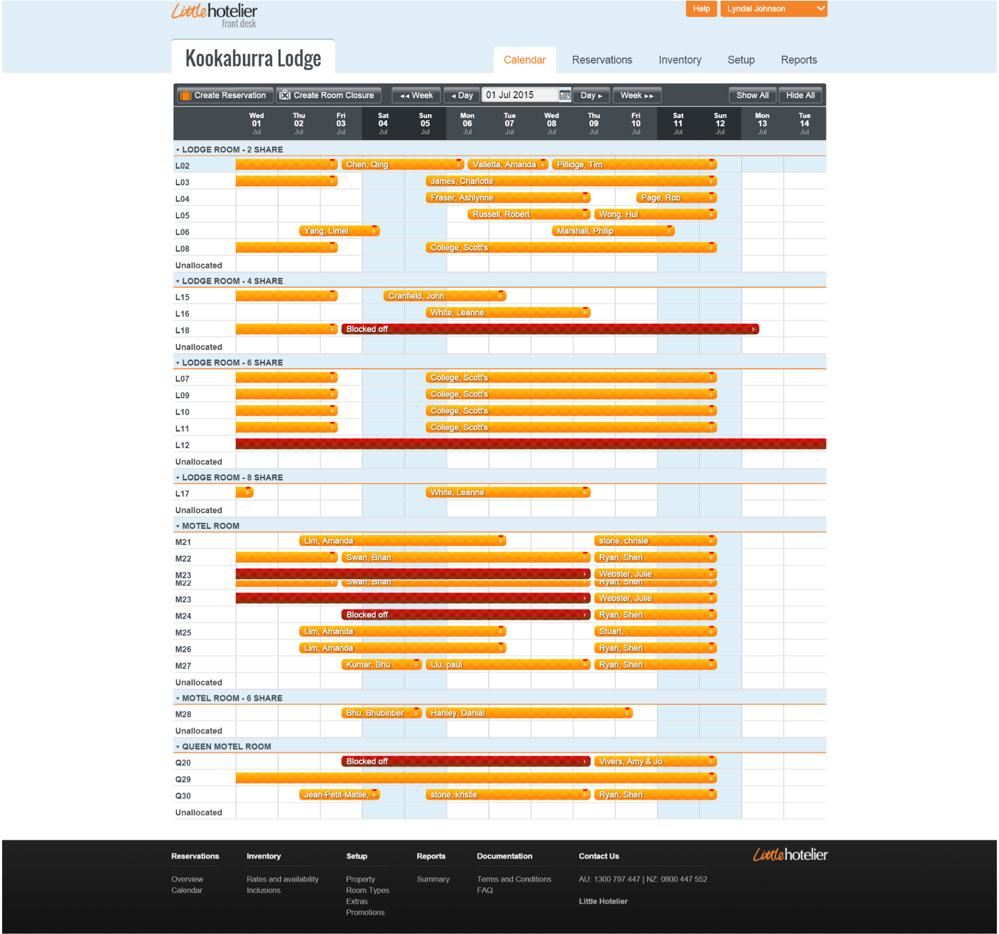 Littlehotelier
front desk
Help
Lyndal Johnson
Kookaburra Lodge
Calendar Reservations Inventory Setup Reports
Create Reservation Create Room Closure ◄◄ Week ◄ Day 01 Jul 2015 Day ► Week ►► Show All Hide All
Wed Thu Fri Sat Sun Mon Tue Wed Thu Fri Sat Sun Mon Tue
01 02 03 04 05 06 07 08 09 10 11 12 13 14
Jul Jul Jul Jul Jul Jul Jul Jul Jul Jul Jul Jul Jul Jul
LODGE ROOM - 2 SHARE
L02 Chen, Qing Valletta, Amanda Pillidge, Tim
L03 James, Charlotte
L04 Fraser, Ashlynne Page, Rob
L05 Russell, Robert Wong, Hui
L06 Yang, Limei Marshall, Philip
L08 College, Scott's
Unallocated
LODGE ROOM - 4 SHARE
L15 Cranfield, John
L16 White, Leanne
L18 Blocked off
Unallocated
LODGE ROOM - 6 SHARE
L07 College, Scott's
L09 College, Scott's
L10 College, Scott's
L11 College, Scott's
L12
Unallocated
LODGE ROOM - 8 SHARE
L17 White, Leanne
Unallocated
MOTEL ROOM
M21 Lim, Amanda stone, chrisle
M22 Swan, Brian Ryan, Sheri
M23 Webster, Julie
M22 Swan, Brian Ryan, Sheri
M23 Webster, Julie
M24 Blocked off Ryan, Sheri
M25 Lim, Amanda Stuart, .
M26 Lim, Amanda Ryan, Sheri
M27 Kumar, Bhu Liu, paul Ryan, Sheri
Unallocated
MOTEL ROOM - 6 SHARE
M28 Bhu, Bhubinber Hanley, Danial
Unallocated
QUEEN MOTEL ROOM
Q20 Blocked off Vivers, Amy & Jo
Q29
Q30 Jean-Petit-Matile, ... stone, kristle Ryan, Sheri
Unallocated
Reservations Inventory Setup Reports Documentation Contact Us Littlehotelier
Overview Rates and availability Property Summary Terms and Conditions AU: 1300 797 447 | NZ: 0800 447 552
Calendar Inclusions Room Types FAQ
Extras Little Hotelier
Promotions